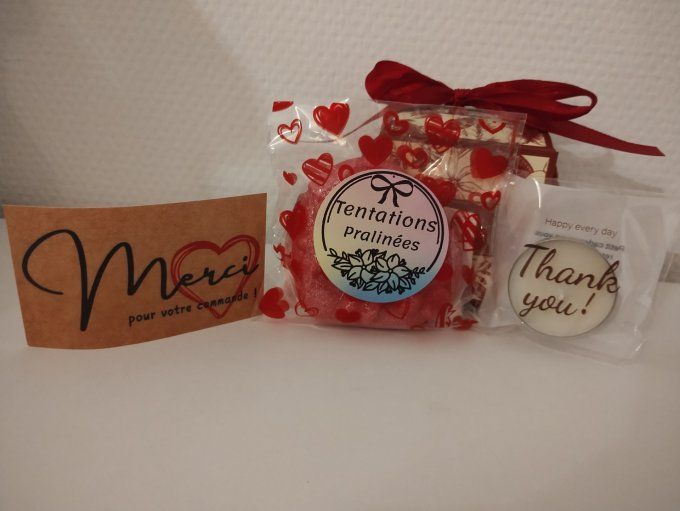 Merci
pour votre commande !
Tentations
Pralinées
Happy every day
Thank
you!